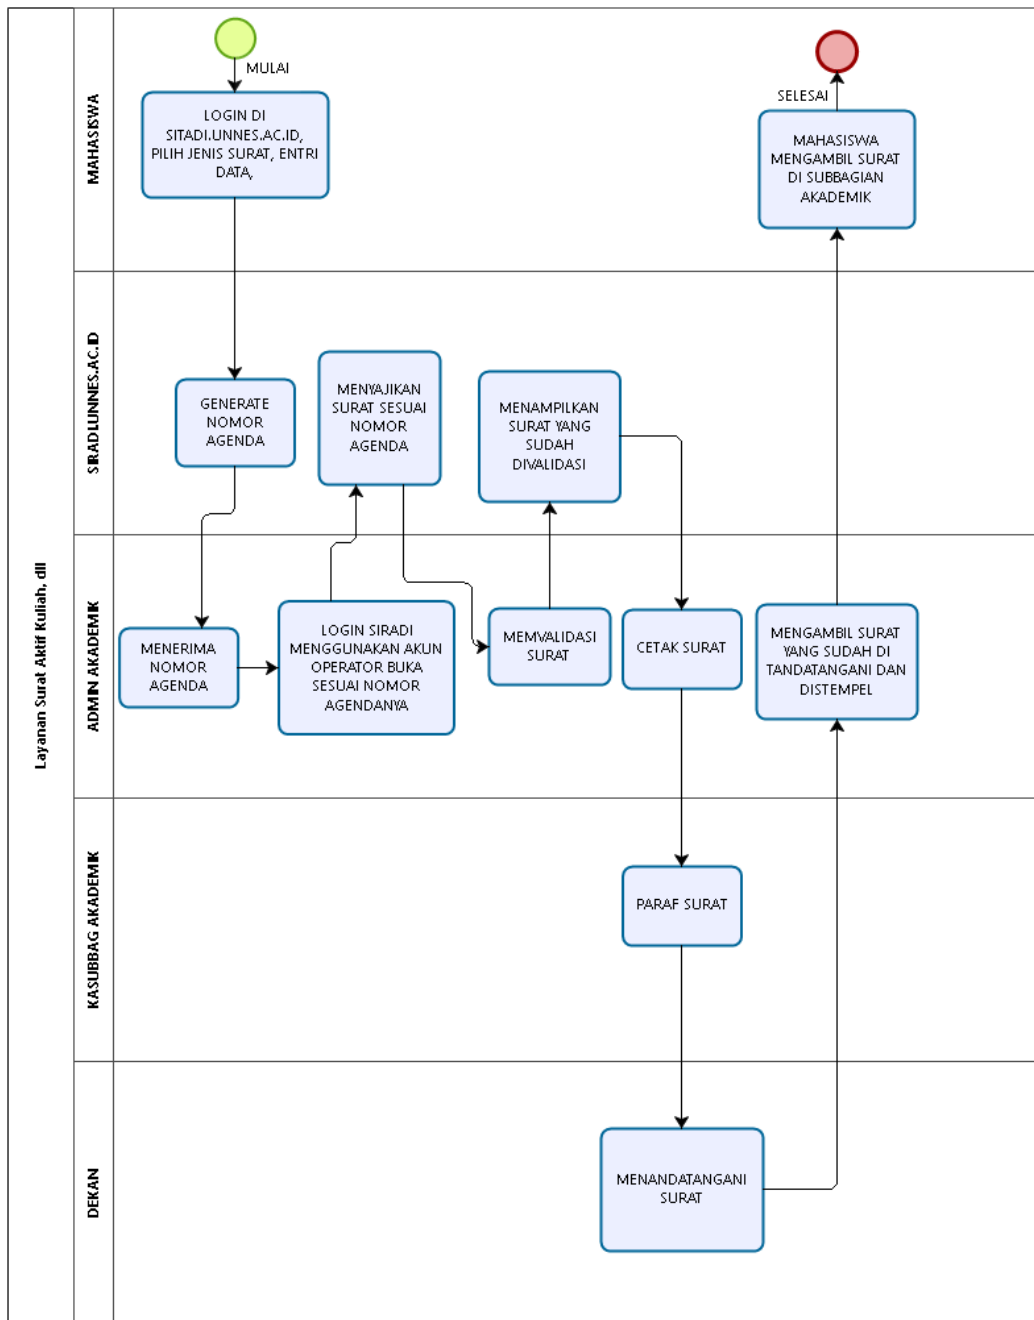 Layanan Surat Aktif Kuliah, dll
MAHASISWA
MULAI
LOGIN DI
SITADI.UNNES.AC.ID,
PILIH JENIS SURAT, ENTRI
DATA,
SELESAI
MAHASISWA
MENGAMBIL SURAT
DI SUBBAGIAN
AKADEMIK
SIRADI.UNNES.AC.ID
GENERATE
NOMOR
AGENDA
MENYAJIKAN
SURAT SESUAI
NOMOR
AGENDA
MENAMPILKAN
SURAT YANG
SUDAH
DIVALIDASI
ADMIN AKADEMIK
MENERIMA
NOMOR
AGENDA
LOGIN SIRADI
MENGGUNAKAN AKUN
OPERATOR BUKA
SESUAI NOMOR
AGENDANYA
MEMVALIDASI
SURAT
CETAK SURAT
MENGAMBIL SURAT
YANG SUDAH DI
TANDATANGANI DAN
DISTEMPEL
KASUBBAG AKADEMIK
PARAF SURAT
DEKAN
MENANDATANGANI
SURAT